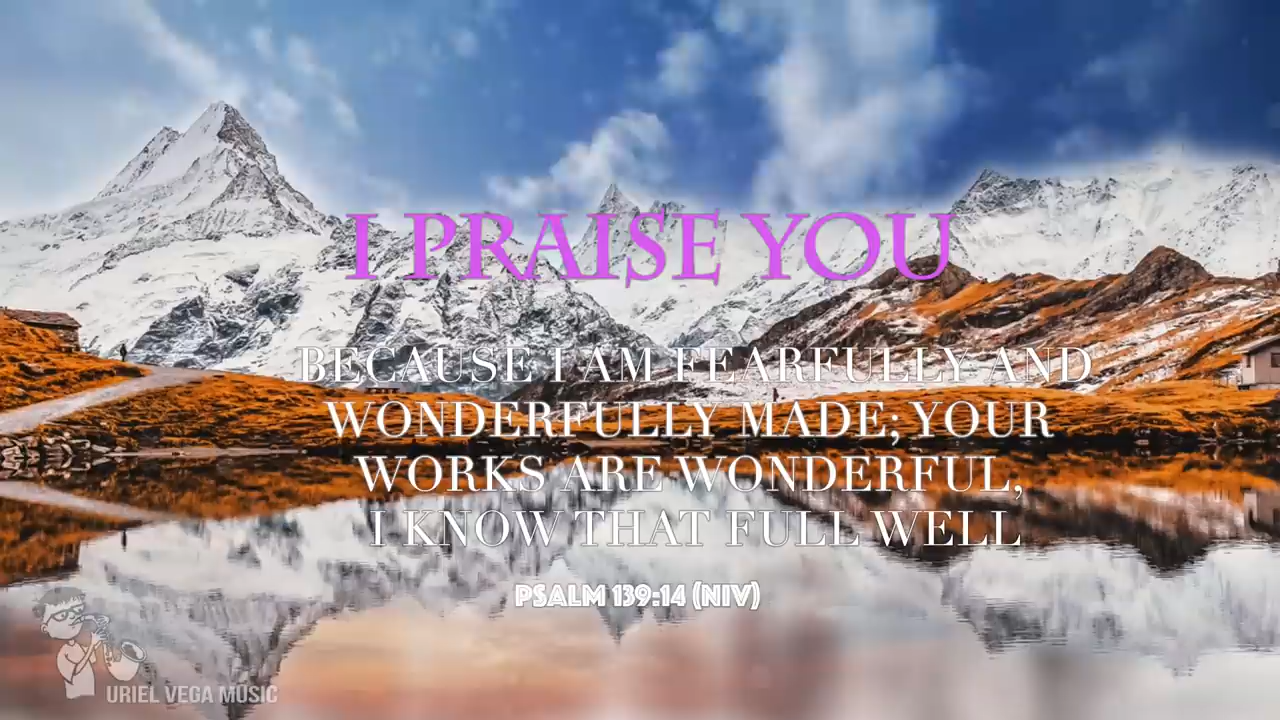 I PRAISE YOU
BECAUSE I AM FEARFULLY AND
WONDERFULLY MADE; YOUR
WORKS ARE WONDERFUL,
I KNOW THAT FULL WELL
PSALM 139:14 (NIV)
URIEL VEGA MUSIC